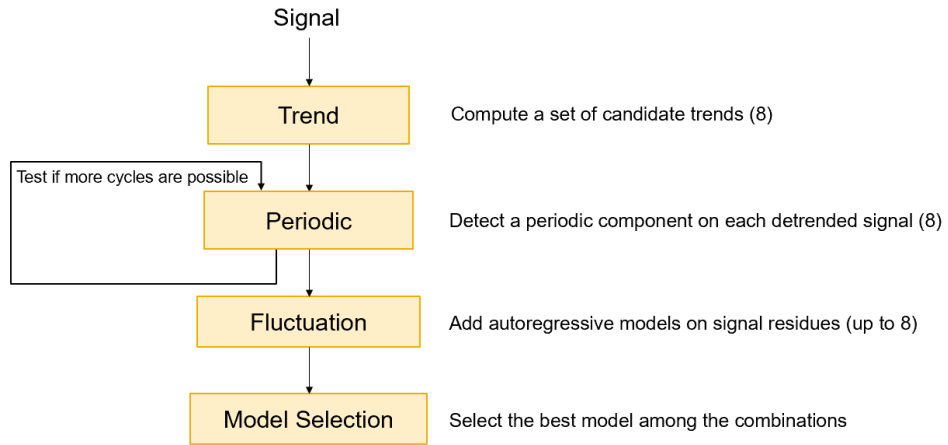 Signal
Trend
Compute a set of candidate trends (8)
Test if more cycles are possible
Periodic
Detect a periodic component on each detrended signal (8)
Fluctuation
Add autoregressive models on signal residues (up to 8)
Model Selection
Select the best model among the combinations